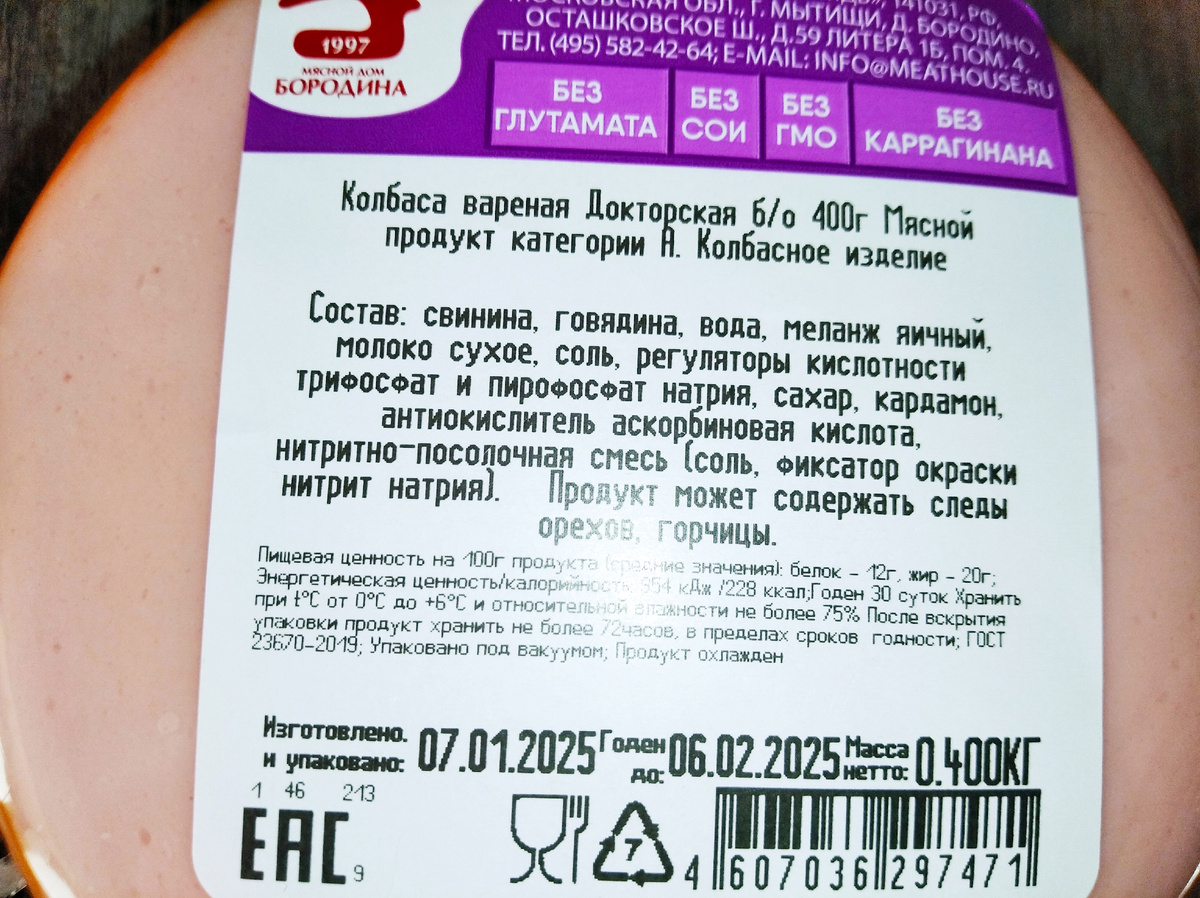 1997
МЯСНОЙ ДОМ
БОРОДИНА
МОСКОВСКАЯ ОБЛ., Г. МЫТИЩИ, Д. БОРОДИНО,
141031, РФ,
ОСТАШКОВСКОЕ Ш., Д.59 ЛИТЕРА 1Б, ПОМ. 4,
ТЕЛ. (495) 582-42-64; E-MAIL: INFO@MEATHOUSE.RU
БЕЗ ГЛУТАМАТА
БЕЗ СОИ
БЕЗ ГМО
БЕЗ КАРРАГИНАНА
Колбаса вареная Докторская б/о 400г Мясной
продукт категории А. Колбасное изделие
Состав: свинина, говядина, вода, меланж яичный,
молоко сухое, соль, регуляторы кислотности
трифосфат и пирофосфат натрия, сахар, кардамон,
антиокислитель аскорбиновая кислота,
нитритно-посолочная смесь (соль, фиксатор окраски
нитрит натрия). Продукт может содержать следы
орехов, горчицы.
Пищевая ценность на 100г продукта (средние значения): белок - 12г, жир - 20г;
Энергетическая ценность/калорийность: 954 кДж /228 ккал;Годен 30 суток Хранить
при t°C от 0°C до +6°C и относительной влажности не более 75% После вскрытия
упаковки продукт хранить не более 72часов, в пределах сроков годности; ГОСТ
23670-2019; Упаковано под вакуумом; Продукт охлажден
Изготовлено.
и упаковано: 07.01.2025 Годен до: 06.02.2025 Масса нетто: 0.400КГ
1 46 213
EAC 9
7
4 607036 297471